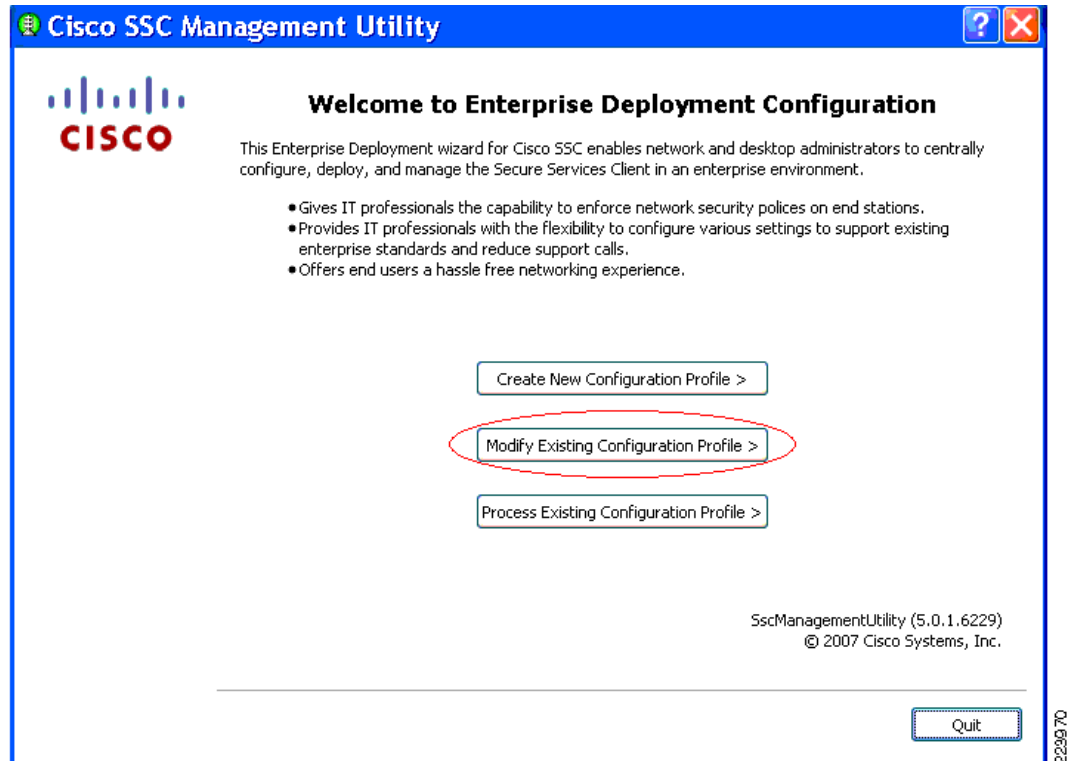 Cisco SSC Management Utility
CISCO
Welcome to Enterprise Deployment Configuration
This Enterprise Deployment wizard for Cisco SSC enables network and desktop administrators to centrally
configure, deploy, and manage the Secure Services Client in an enterprise environment.
● Gives IT professionals the capability to enforce network security polices on end stations.
● Provides IT professionals with the flexibility to configure various settings to support existing
enterprise standards and reduce support calls.
● Offers end users a hassle free networking experience.
Create New Configuration Profile >
Modify Existing Configuration Profile >
Process Existing Configuration Profile >
SscManagementUtility (5.0.1.6229)
© 2007 Cisco Systems, Inc.
Quit
223970